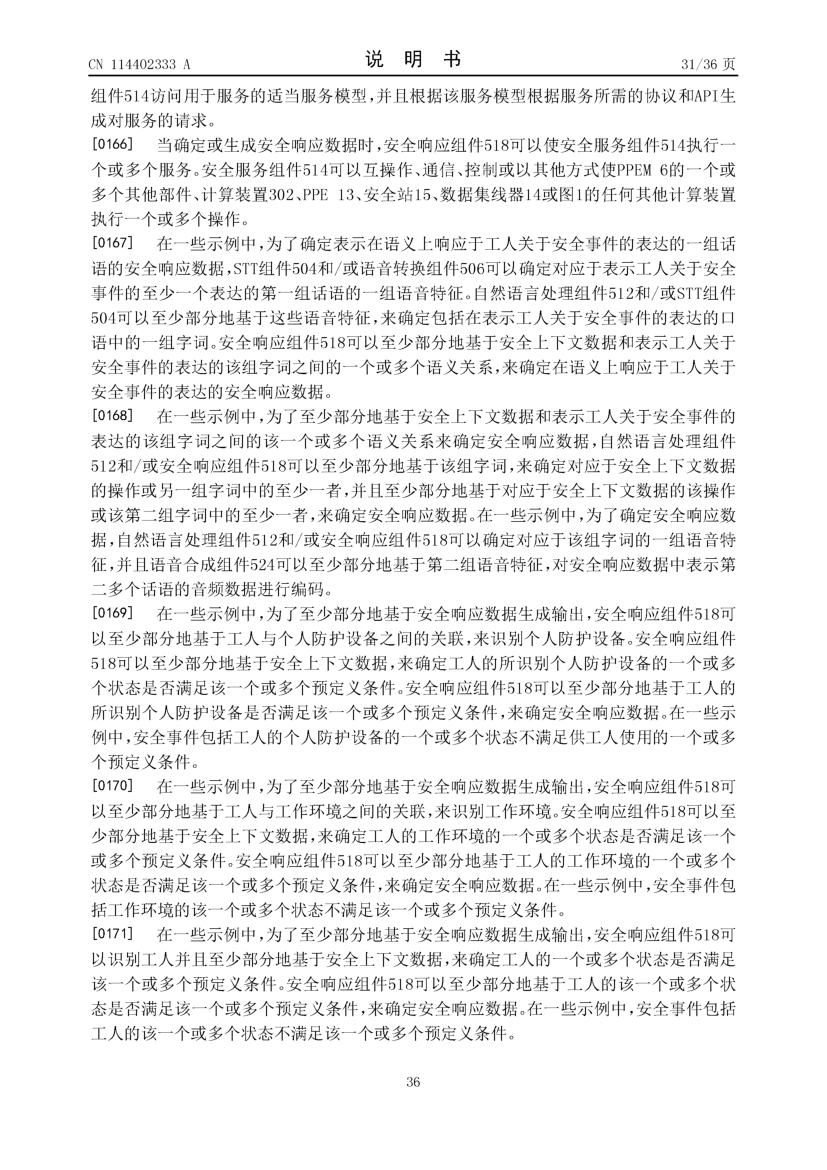 CN 114402333 A
说 明 书
31/36 页
组件514访问用于服务的适当服务模型,并且根据该服务模型根据服务所需的协议和API生
成对服务的请求。
[0166] 当确定或生成安全响应数据时,安全响应组件518可以使安全服务组件514执行一
个或多个服务。安全服务组件514可以互操作、通信、控制或以其他方式使PPEM 6的一个或
多个其他部件、计算装置302、PPE 13、安全站15、数据集线器14或图1的任何其他计算装置
执行一个或多个操作。
[0167] 在一些示例中,为了确定表示在语义上响应于工人关于安全事件的表达的一组话
语的安全响应数据,STT组件504和/或语音转换组件506可以确定对应于表示工人关于安全
事件的至少一个表达的第一组话语的一组语音特征。自然语言处理组件512和/或STT组件
504可以至少部分地基于这些语音特征,来确定包括在表示工人关于安全事件的表达的口
语中的一组字词。安全响应组件518可以至少部分地基于安全上下文数据和表示工人关于
安全事件的表达的该组字词之间的一个或多个语义关系,来确定在语义上响应于工人关于
安全事件的表达的安全响应数据。
[0168] 在一些示例中,为了至少部分地基于安全上下文数据和表示工人关于安全事件的
表达的该组字词之间的该一个或多个语义关系来确定安全响应数据,自然语言处理组件
512和/或安全响应组件518可以至少部分地基于该组字词,来确定对应于安全上下文数据
的操作或另一组字词中的至少一者,并且至少部分地基于对应于安全上下文数据的该操作
或该第二组字词中的至少一者,来确定安全响应数据。在一些示例中,为了确定安全响应数
据,自然语言处理组件512和/或安全响应组件518可以确定对应于该组字词的一组语音特
征,并且语音合成组件524可以至少部分地基于第二组语音特征,对安全响应数据中表示第
二多个话语的音频数据进行编码。
[0169] 在一些示例中,为了至少部分地基于安全响应数据生成输出,安全响应组件518可
以至少部分地基于工人与个人防护设备之间的关联,来识别个人防护设备。安全响应组件
518可以至少部分地基于安全上下文数据,来确定工人的所识别个人防护设备的一个或多
个状态是否满足该一个或多个预定义条件。安全响应组件518可以至少部分地基于工人的
所识别个人防护设备是否满足该一个或多个预定义条件,来确定安全响应数据。在一些示
例中,安全事件包括工人的个人防护设备的一个或多个状态不满足供工人使用的一个或多
个预定义条件。
[0170] 在一些示例中,为了至少部分地基于安全响应数据生成输出,安全响应组件518可
以至少部分地基于工人与工作环境之间的关联,来识别工作环境。安全响应组件518可以至
少部分地基于安全上下文数据,来确定工人的工作环境的一个或多个状态是否满足该一个
或多个预定义条件。安全响应组件518可以至少部分地基于工人的工作环境的一个或多个
状态是否满足该一个或多个预定义条件,来确定安全响应数据。在一些示例中,安全事件包
括工作环境的该一个或多个状态不满足该一个或多个预定义条件。
[0171] 在一些示例中,为了至少部分地基于安全响应数据生成输出,安全响应组件518可
以识别工人并且至少部分地基于安全上下文数据,来确定工人的一个或多个状态是否满足
该一个或多个预定义条件。安全响应组件518可以至少部分地基于工人的该一个或多个状
态是否满足该一个或多个预定义条件,来确定安全响应数据。在一些示例中,安全事件包括
工人的该一个或多个状态不满足该一个或多个预定义条件。
36